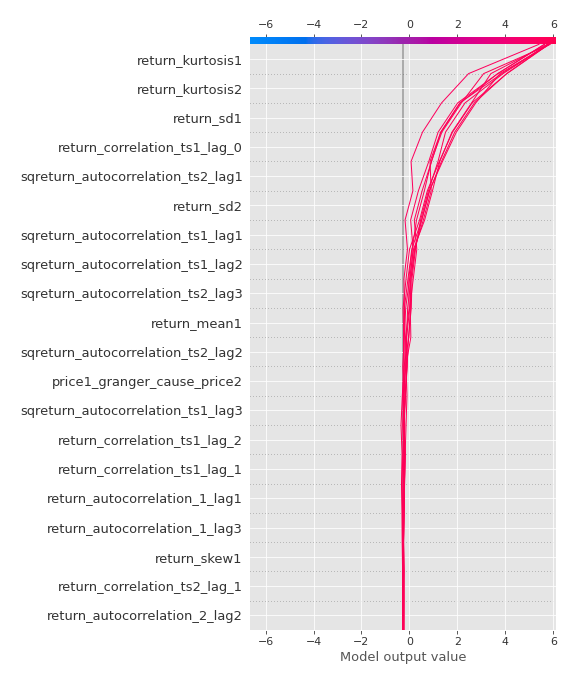 −6 −4 −2 0 2 4 6
return_kurtosis1
return_kurtosis2
return_sd1
return_correlation_ts1_lag_0
sqreturn_autocorrelation_ts2_lag1
return_sd2
sqreturn_autocorrelation_ts1_lag1
sqreturn_autocorrelation_ts1_lag2
sqreturn_autocorrelation_ts2_lag3
return_mean1
sqreturn_autocorrelation_ts2_lag2
price1_granger_cause_price2
sqreturn_autocorrelation_ts1_lag3
return_correlation_ts1_lag_2
return_correlation_ts1_lag_1
return_autocorrelation_1_lag1
return_autocorrelation_1_lag3
return_skew1
return_correlation_ts2_lag_1
return_autocorrelation_2_lag2
−6 −4 −2 0 2 4 6
Model output value